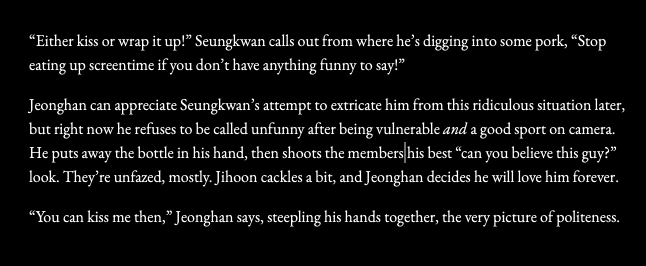 “Either kiss or wrap it up!” Seungkwan calls out from where he’s digging into some pork, “Stop
eating up screentime if you don’t have anything funny to say!”
Jeonghan can appreciate Seungkwan’s attempt to extricate him from this ridiculous situation later,
but right now he refuses to be called unfunny after being vulnerable and a good sport on camera.
He puts away the bottle in his hand, then shoots the members his best “can you believe this guy?”
look. They’re unfazed, mostly. Jihoon cackles a bit, and Jeonghan decides he will love him forever.
“You can kiss me then,” Jeonghan says, steepling his hands together, the very picture of politeness.